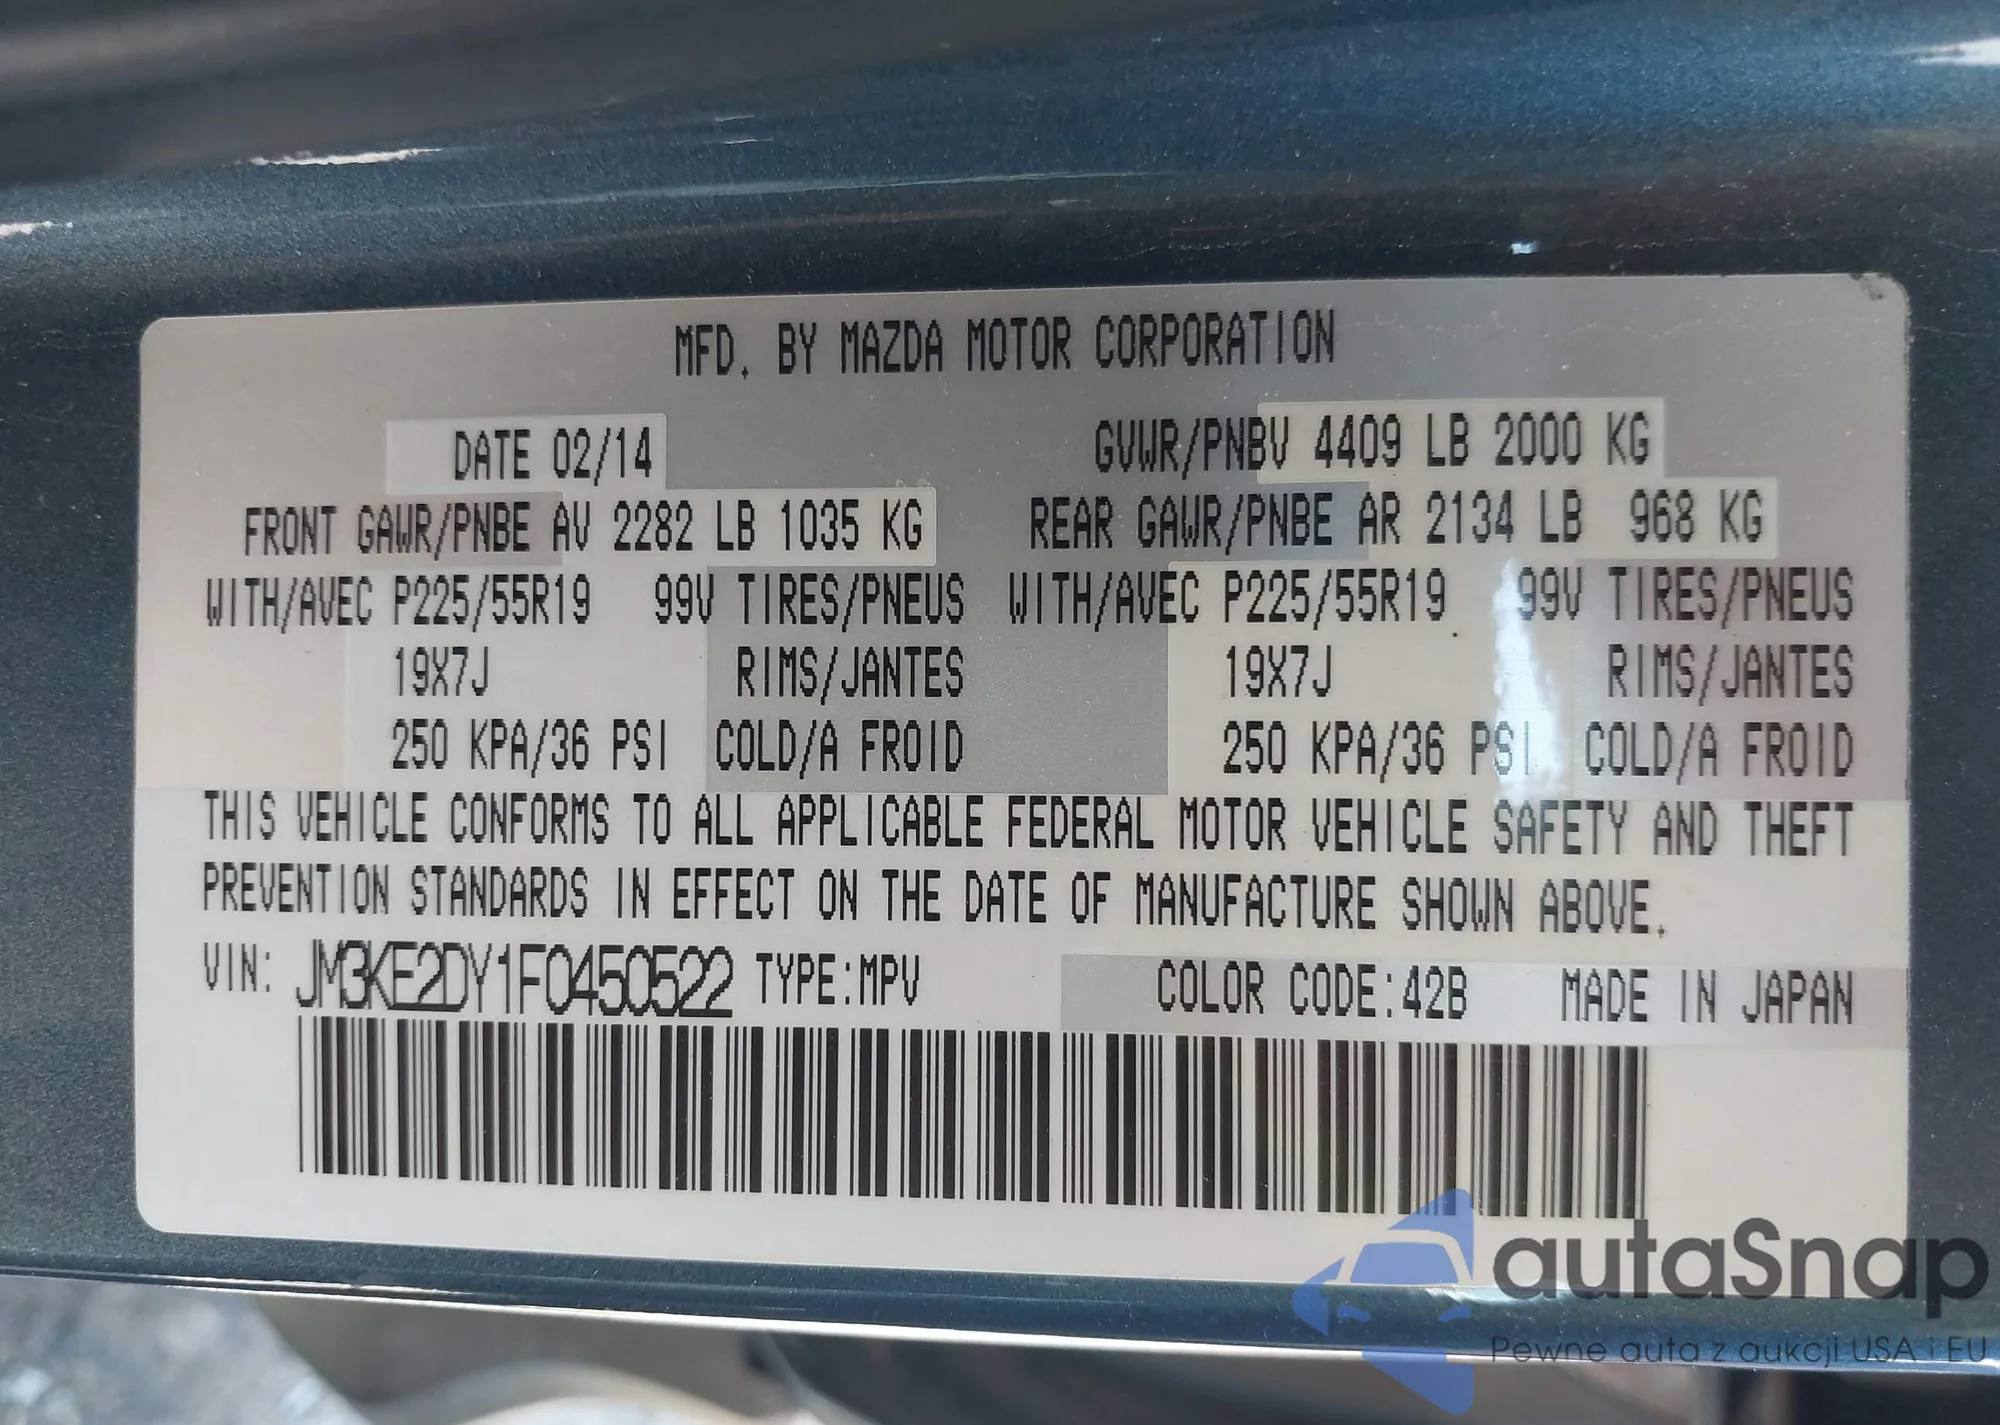 MFD. BY MAZDA MOTOR CORPORATION
DATE 02/14 GVWR/PNBV 4409 LB 2000 KG
FRONT GAWR/PNBE AV 2282 LB 1035 KG REAR GAWR/PNBE AR 2134 LB 968 KG
WITH/AVEC P225/55R19 99V TIRES/PNEUS WITH/AVEC P225/55R19 99V TIRES/PNEUS
19X7J RIMS/JANTES 19X7J RIMS/JANTES
250 KPA/36 PSI COLD/A FROID 250 KPA/36 PSI COLD/A FROID
THIS VEHICLE CONFORMS TO ALL APPLICABLE FEDERAL MOTOR VEHICLE SAFETY AND THEFT
PREVENTION STANDARDS IN EFFECT ON THE DATE OF MANUFACTURE SHOWN ABOVE.
VIN: JM3KE2DY1F0450522 TYPE:MPV COLOR CODE:42B MADE IN JAPAN
autaSnap
Pewne auta z aukcji USA i EU